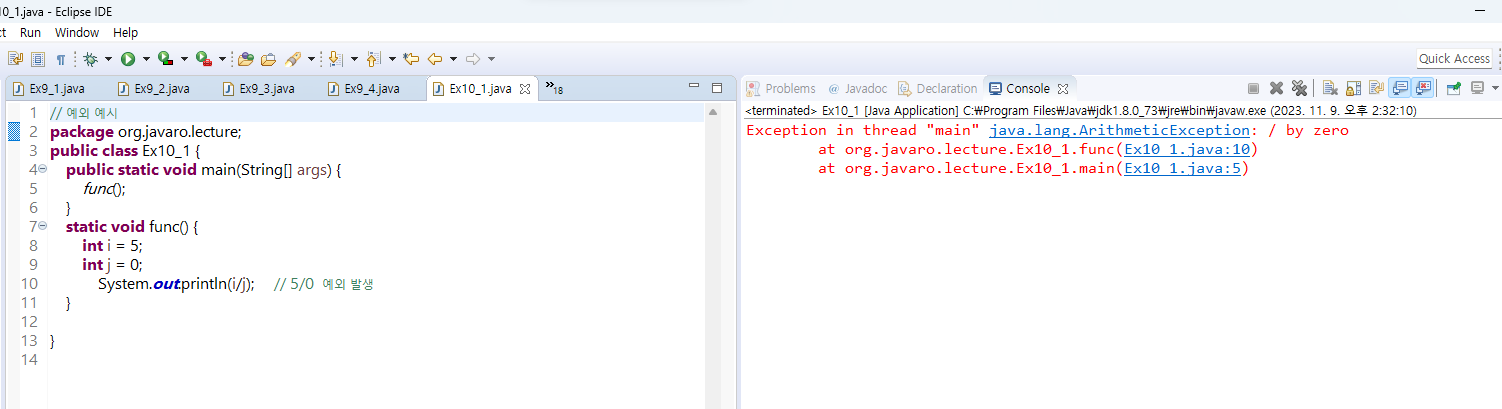 10_1.java - Eclipse IDE
ct Run Window Help
Quick Access
Ex9_1.java Ex9_2.java Ex9_3.java Ex9_4.java Ex10_1.java 18
1 // 예외 예시
2 package org.javaro.lecture;
3 public class Ex10_1 {
4 public static void main(String[] args) {
5 func();
6 }
7 static void func() {
8 int i = 5;
9 int j = 0;
10 System.out.println(i/j); // 5/0 예외 발생
11 }
12
13 }
14
Problems @ Javadoc Declaration Console
<terminated> Ex10_1 [Java Application] C:₩Program Files₩Java₩jdk1.8.0_73₩jre₩bin₩javaw.exe (2023. 11. 9. 오후 2:32:10)
Exception in thread "main" java.lang.ArithmeticException: / by zero
at org.javaro.lecture.Ex10_1.func(Ex10_1.java:10)
at org.javaro.lecture.Ex10_1.main(Ex10_1.java:5)